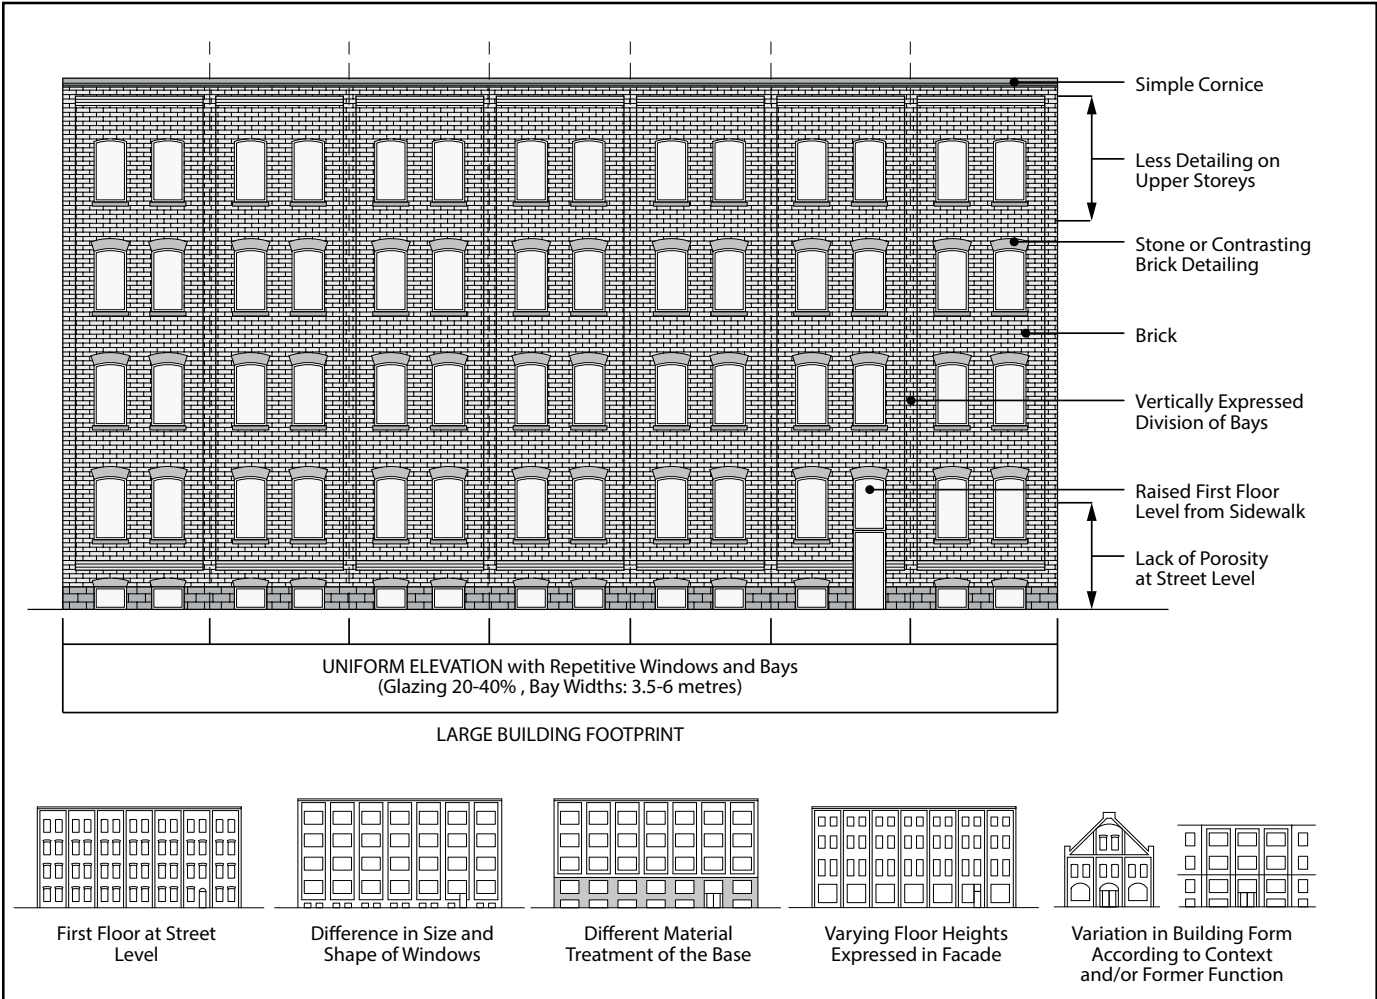 Simple Cornice
Less Detailing on
Upper Storeys
Stone or Contrasting
Brick Detailing
Brick
Vertically Expressed
Division of Bays
Raised First Floor
Level from Sidewalk
Lack of Porosity
at Street Level
UNIFORM ELEVATION with Repetitive Windows and Bays
(Glazing 20-40% , Bay Widths: 3.5-6 metres)
LARGE BUILDING FOOTPRINT
First Floor at Street
Level
Difference in Size and
Shape of Windows
Different Material
Treatment of the Base
Varying Floor Heights
Expressed in Facade
Variation in Building Form
According to Context
and/or Former Function